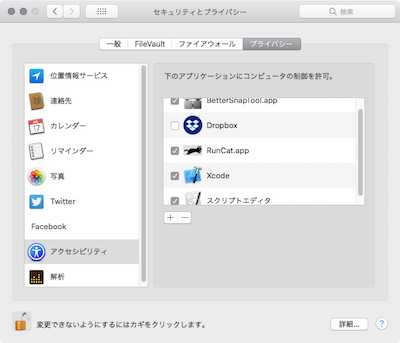 セキュリティとプライバシー
検索
一般
FileVault
ファイアウォール
プライバシー
位置情報サービス
連絡先
カレンダー
リマインダー
写真
Twitter
Facebook
アクセシビリティ
解析
下のアプリケーションにコンピュータの制御を許可。
BetterSnapTool.app
Dropbox
RunCat.app
Xcode
スクリプトエディタ
変更できないようにするにはカギをクリックします。
詳細...
?